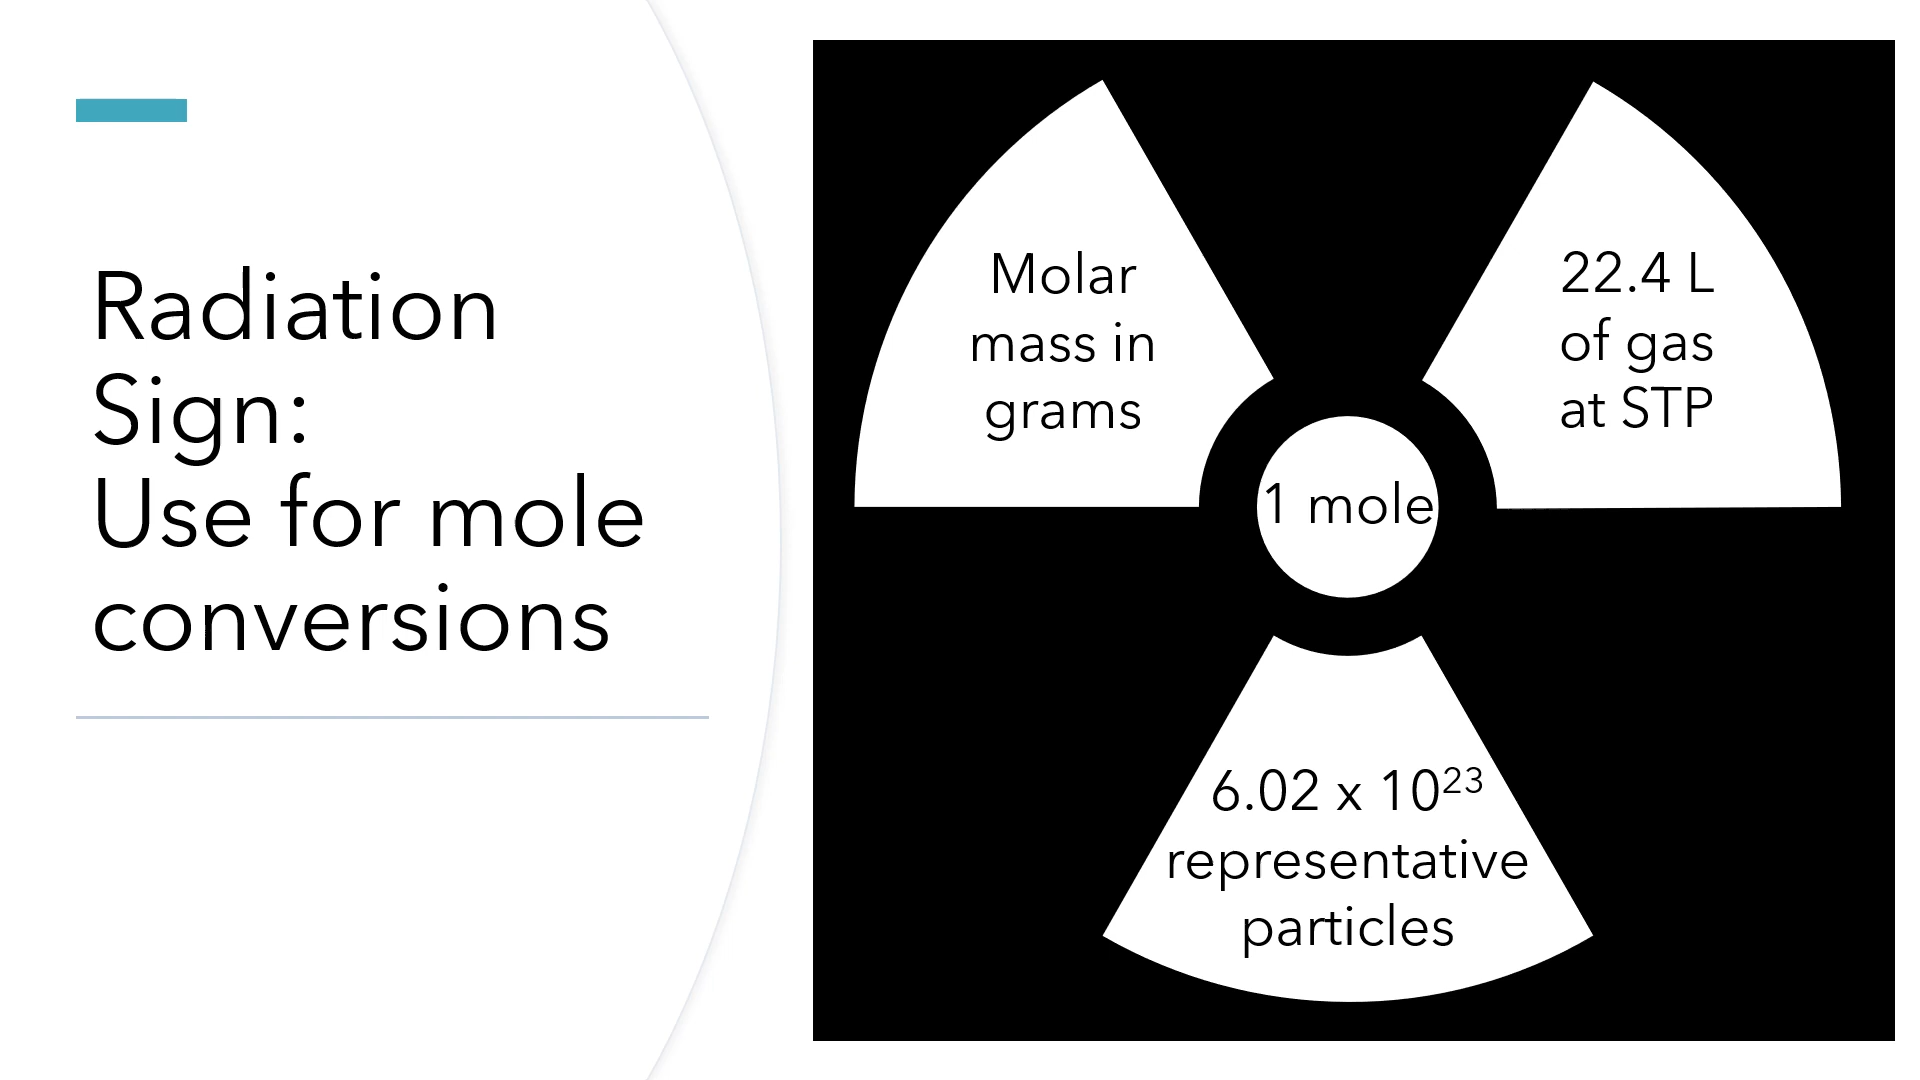 Radiation
Sign:
Use for mole
conversions
Molar
mass in
grams
22.4 L
of gas
at STP
1 mole
6.02 x 10²³
representative
particles